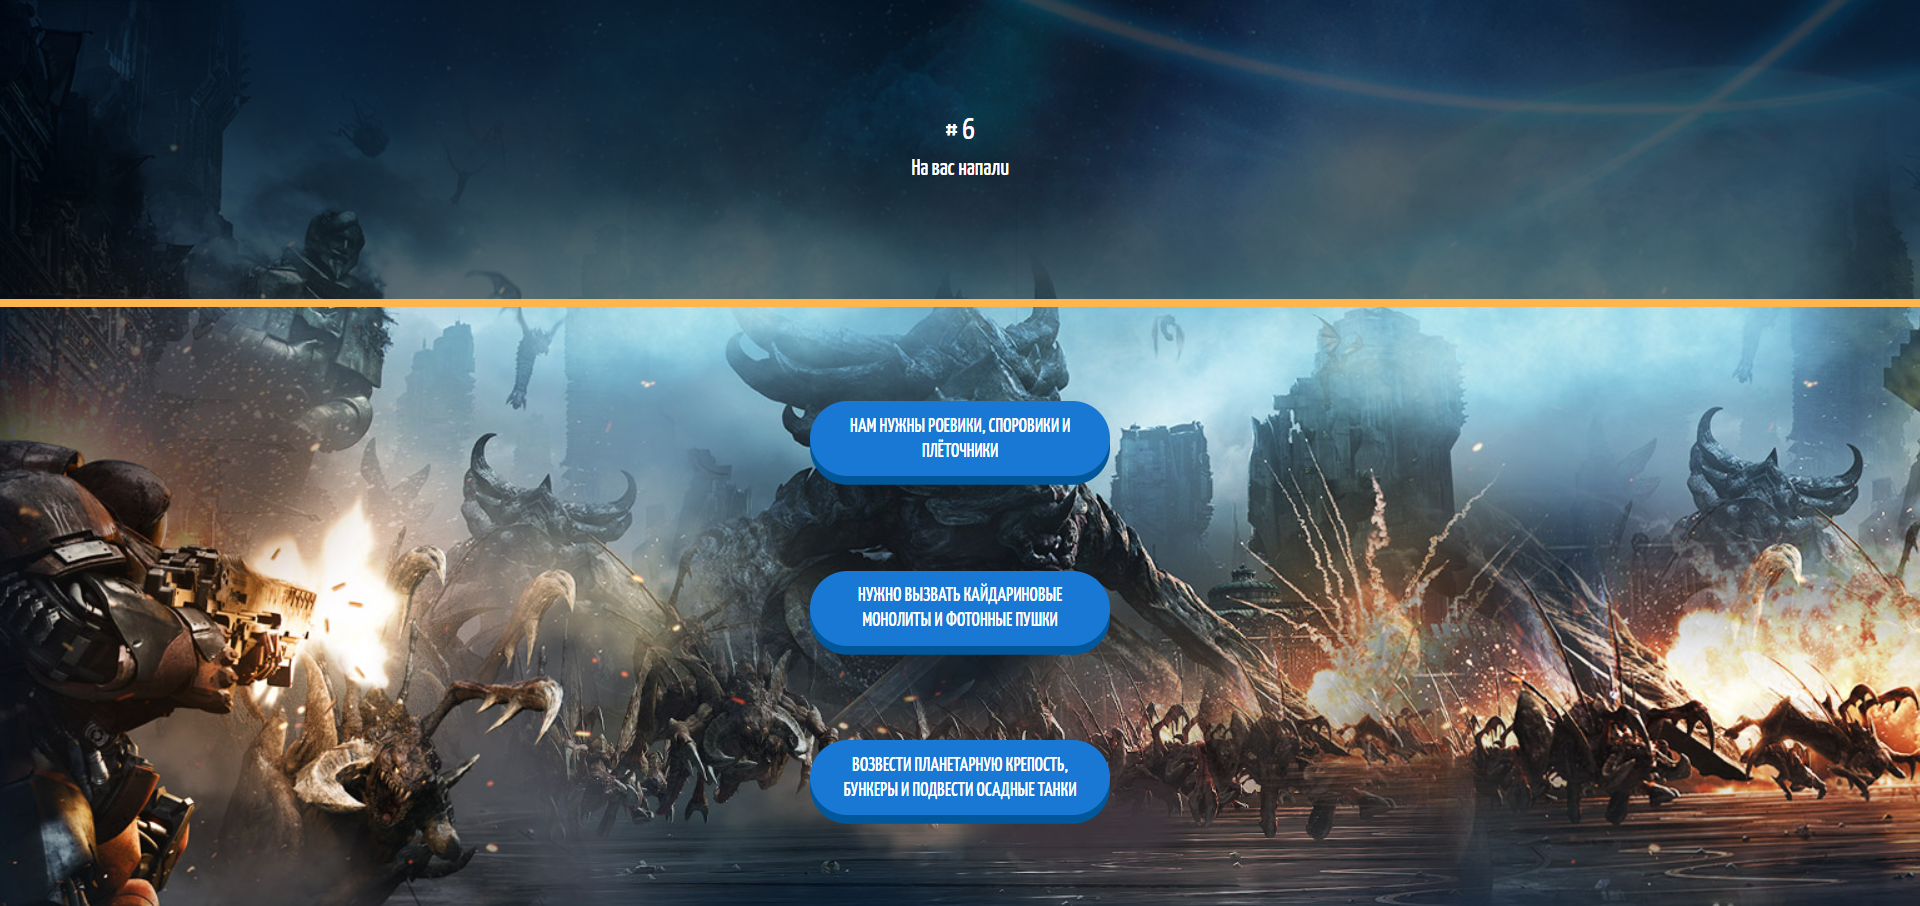 # 6
На вас напали
НАМ НУЖНЫ РОЕВИКИ, СПОРОВИКИ И
ПЛЁТОЧНИКИ
НУЖНО ВЫЗВАТЬ КАЙДАРИНОВЫЕ
МОНОЛИТЫ И ФОТОННЫЕ ПУШКИ
ВОЗВЕСТИ ПЛАНЕТАРНУЮ КРЕПОСТЬ,
БУНКЕРЫ И ПОДВЕСТИ ОСАДНЫЕ ТАНКИ